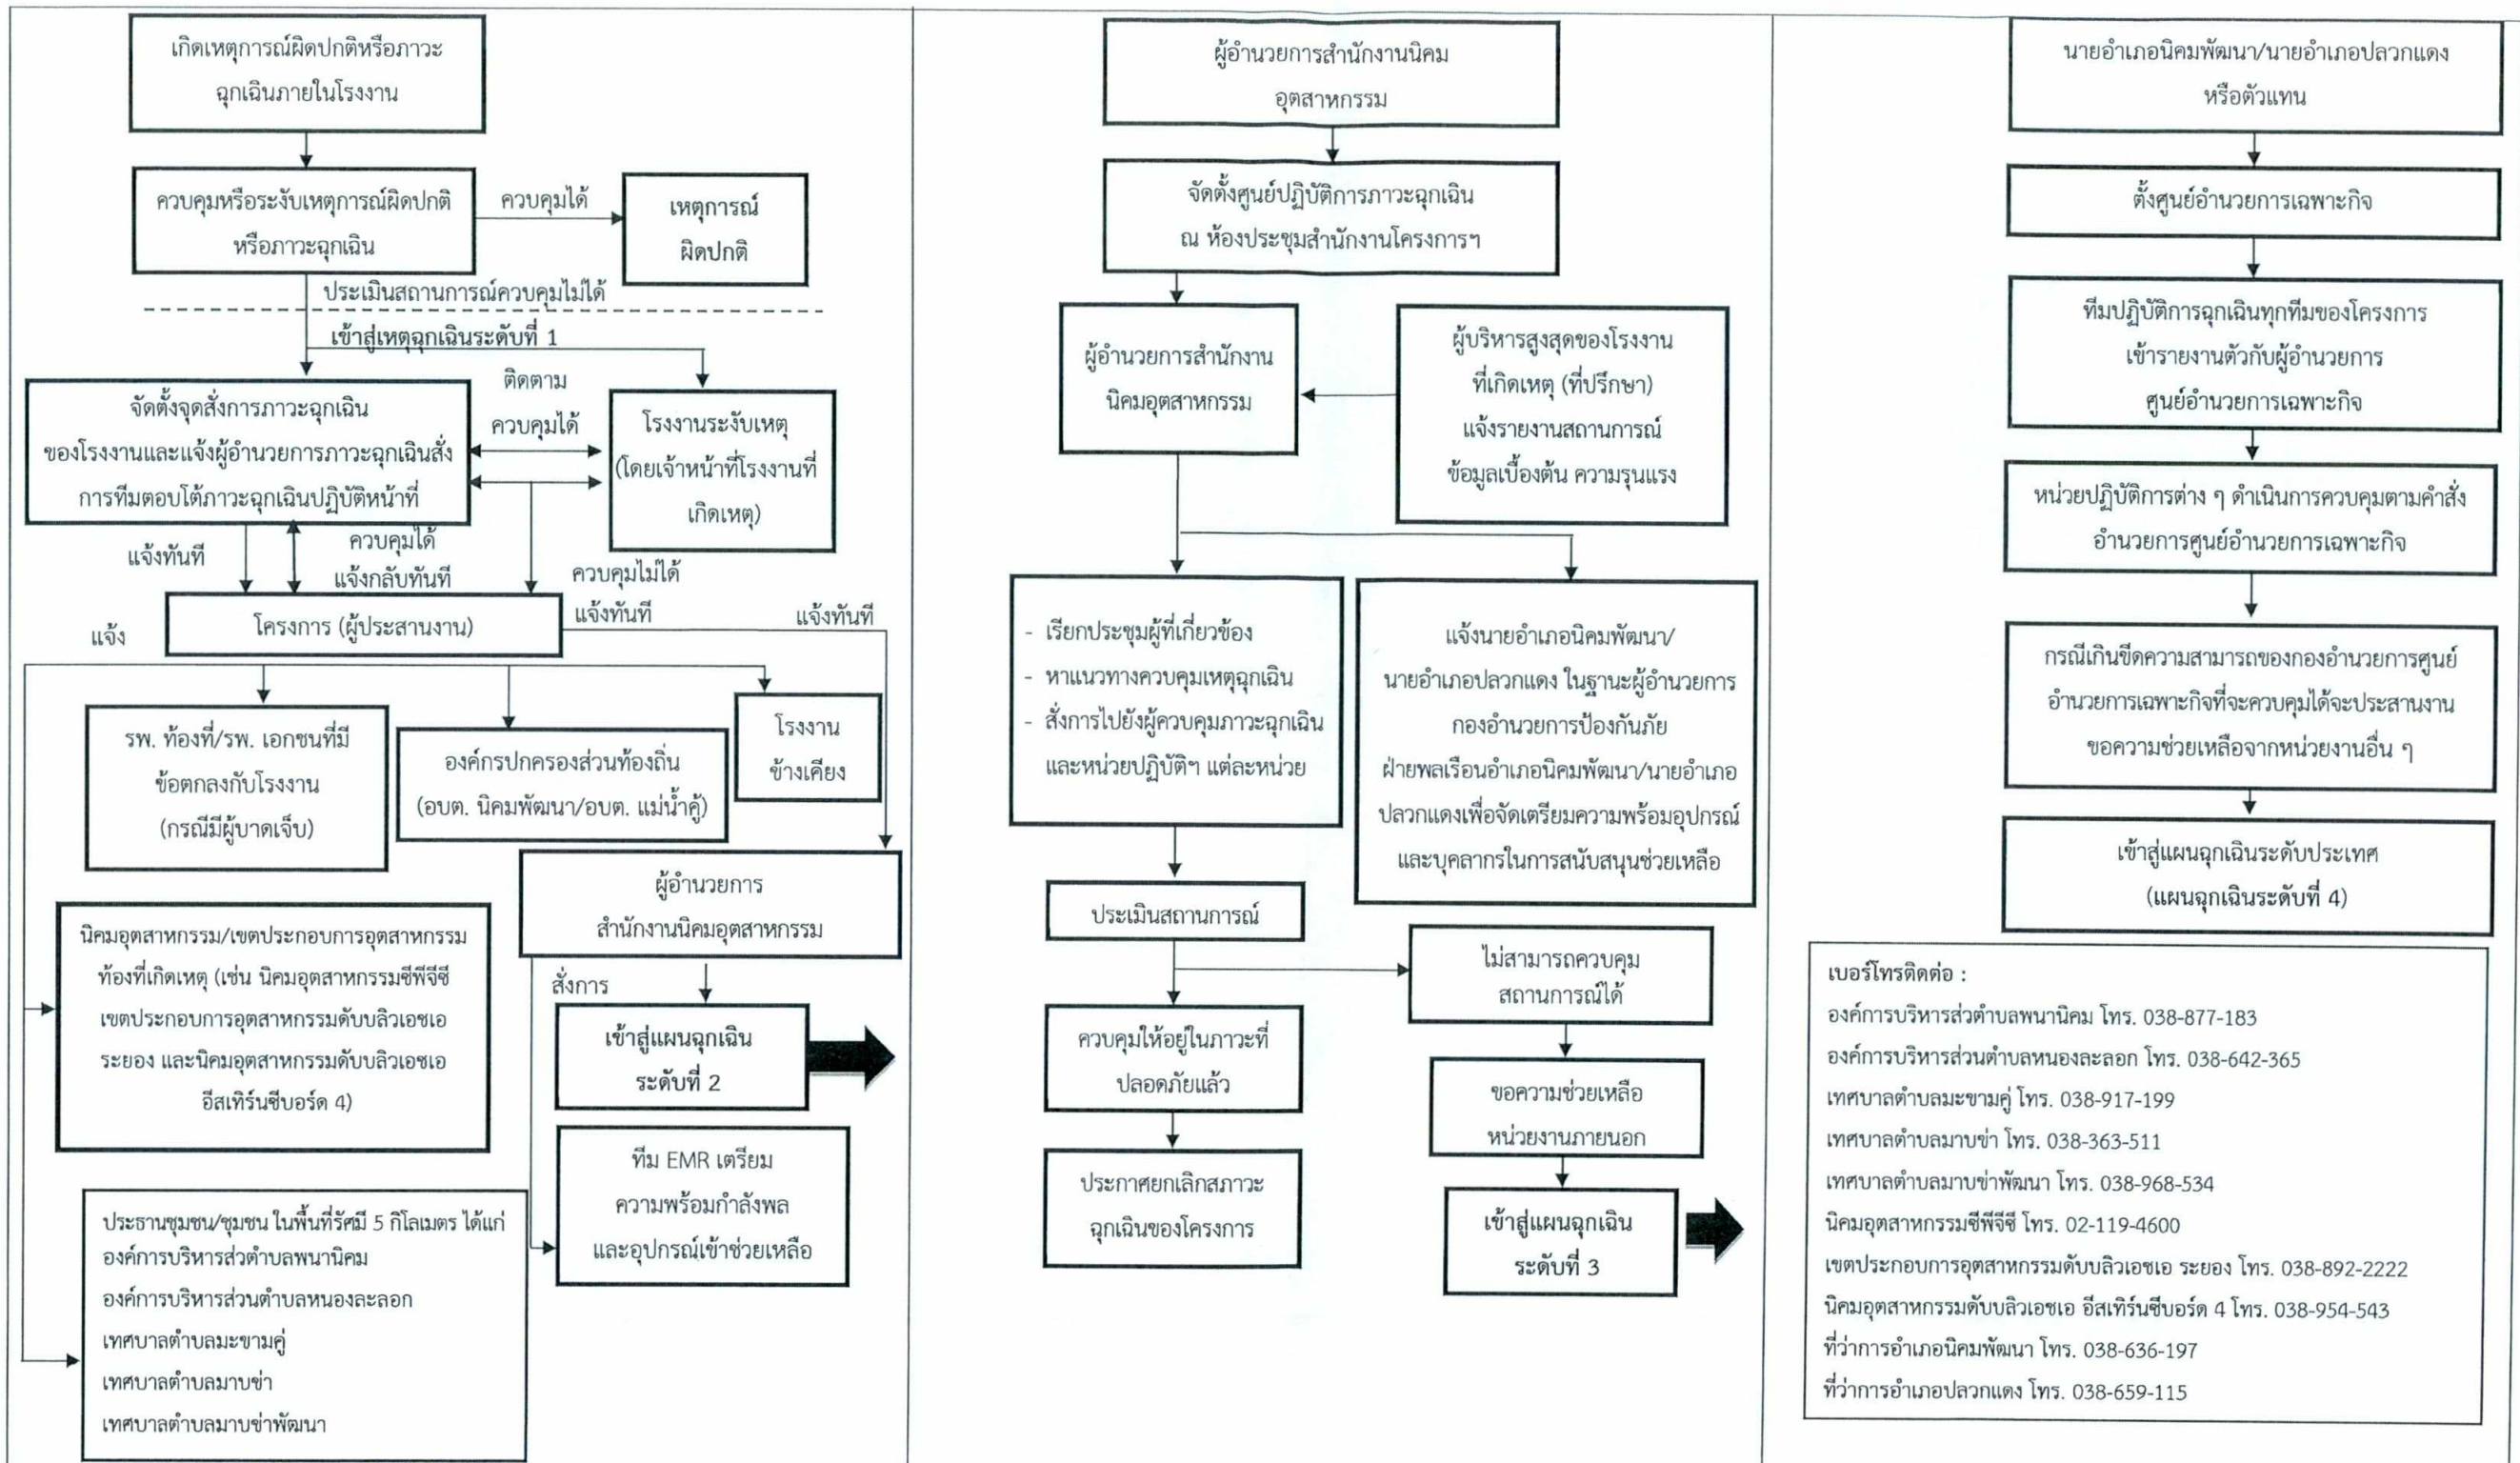 เกิดเหตุการณ์ผิดปกติหรือภาวะ
ฉุกเฉินภายในโรงงาน
ควบคุมหรือระงับเหตุการณ์ผิดปกติ
หรือภาวะฉุกเฉิน
ควบคุมได้
เหตุการณ์
ผิดปกติ
ประเมินสถานการณ์ควบคุมไม่ได้
เข้าสู่เหตุฉุกเฉินระดับที่ 1
จัดตั้งจุดสั่งการภาวะฉุกเฉิน
ของโรงงานและแจ้งผู้อำนวยการภาวะฉุกเฉินสั่ง
การทีมตอบโต้ภาวะฉุกเฉินปฏิบัติหน้าที่
ติดตาม
ควบคุมได้
โรงงานระงับเหตุ
(โดยเจ้าหน้าที่โรงงานที่
เกิดเหตุ)
แจ้งทันที
ควบคุมได้
แจ้งกลับทันที
ควบคุมไม่ได้
แจ้งทันที
แจ้งทันที
โครงการ (ผู้ประสานงาน)
แจ้ง
รพ. ท้องที่/รพ. เอกชนที่มี
ข้อตกลงกับโรงงาน
(กรณีมีผู้บาดเจ็บ)
องค์กรปกครองส่วนท้องถิ่น
(อบต. นิคมพัฒนา/อบต. แม่น้ำคู้)
โรงงาน
ข้างเคียง
ผู้อำนวยการ
สำนักงานนิคมอุตสาหกรรม
นิคมอุตสาหกรรม/เขตประกอบการอุตสาหกรรม
ท้องที่เกิดเหตุ (เช่น นิคมอุตสาหกรรมซีพีจีซี
เขตประกอบการอุตสาหกรรมดับบลิวเอชเอ
ระยอง และนิคมอุตสาหกรรมดับบลิวเอชเอ
อีสเทิร์นซีบอร์ด 4)
สั่งการ
เข้าสู่แผนฉุกเฉิน
ระดับที่ 2
ทีม EMR เตรียม
ความพร้อมกำลังพล
และอุปกรณ์เข้าช่วยเหลือ
ประธานชุมชน/ชุมชน ในพื้นที่รัศมี 5 กิโลเมตร ได้แก่
องค์การบริหารส่วตำบลพนานิคม
องค์การบริหารส่วนตำบลหนองละลอก
เทศบาลตำบลมะขามคู่
เทศบาลตำบลมาบข่า
เทศบาลตำบลมาบข่าพัฒนา
ผู้อำนวยการสำนักงานนิคม
อุตสาหกรรม
จัดตั้งศูนย์ปฏิบัติการภาวะฉุกเฉิน
ณ ห้องประชุมสำนักงานโครงการฯ
ผู้อำนวยการสำนักงาน
นิคมอุตสาหกรรม
ผู้บริหารสูงสุดของโรงงาน
ที่เกิดเหตุ (ที่ปรึกษา)
แจ้งรายงานสถานการณ์
ข้อมูลเบื้องต้น ความรุนแรง
- เรียกประชุมผู้ที่เกี่ยวข้อง
- หาแนวทางควบคุมเหตุฉุกเฉิน
- สั่งการไปยังผู้ควบคุมภาวะฉุกเฉิน
และหน่วยปฏิบัติฯ แต่ละหน่วย
แจ้งนายอำเภอนิคมพัฒนา/
นายอำเภอปลวกแดง ในฐานะผู้อำนวยการ
กองอำนวยการป้องกันภัย
ฝ่ายพลเรือนอำเภอนิคมพัฒนา/นายอำเภอ
ปลวกแดงเพื่อจัดเตรียมความพร้อมอุปกรณ์
และบุคลากรในการสนับสนุนช่วยเหลือ
ประเมินสถานการณ์
ไม่สามารถควบคุม
สถานการณ์ได้
ควบคุมให้อยู่ในภาวะที่
ปลอดภัยแล้ว
ขอความช่วยเหลือ
หน่วยงานภายนอก
ประกาศยกเลิกสภาวะ
ฉุกเฉินของโครงการ
เข้าสู่แผนฉุกเฉิน
ระดับที่ 3
นายอำเภอนิคมพัฒนา/นายอำเภอปลวกแดง
หรือตัวแทน
ตั้งศูนย์อำนวยการเฉพาะกิจ
ทีมปฏิบัติการฉุกเฉินทุกทีมของโครงการ
เข้ารายงานตัวกับผู้อำนวยการ
ศูนย์อำนวยการเฉพาะกิจ
หน่วยปฏิบัติการต่าง ๆ ดำเนินการควบคุมตามคำสั่ง
อำนวยการศูนย์อำนวยการเฉพาะกิจ
กรณีเกินขีดความสามารถของกองอำนวยการศูนย์
อำนวยการเฉพาะกิจที่จะควบคุมได้จะประสานงาน
ขอความช่วยเหลือจากหน่วยงานอื่น ๆ
เข้าสู่แผนฉุกเฉินระดับประเทศ
(แผนฉุกเฉินระดับที่ 4)
เบอร์โทรติดต่อ :
องค์การบริหารส่วตำบลพนานิคม โทร. 038-877-183
องค์การบริหารส่วนตำบลหนองละลอก โทร. 038-642-365
เทศบาลตำบลมะขามคู่ โทร. 038-917-199
เทศบาลตำบลมาบข่า โทร. 038-363-511
เทศบาลตำบลมาบข่าพัฒนา โทร. 038-968-534
นิคมอุตสาหกรรมซีพีจีซี โทร. 02-119-4600
เขตประกอบการอุตสาหกรรมดับบลิวเอชเอ ระยอง โทร. 038-892-2222
นิคมอุตสาหกรรมดับบลิวเอชเอ อีสเทิร์นซีบอร์ด 4 โทร. 038-954-543
ที่ว่าการอำเภอนิคมพัฒนา โทร. 038-636-197
ที่ว่าการอำเภอปลวกแดง โทร. 038-659-115